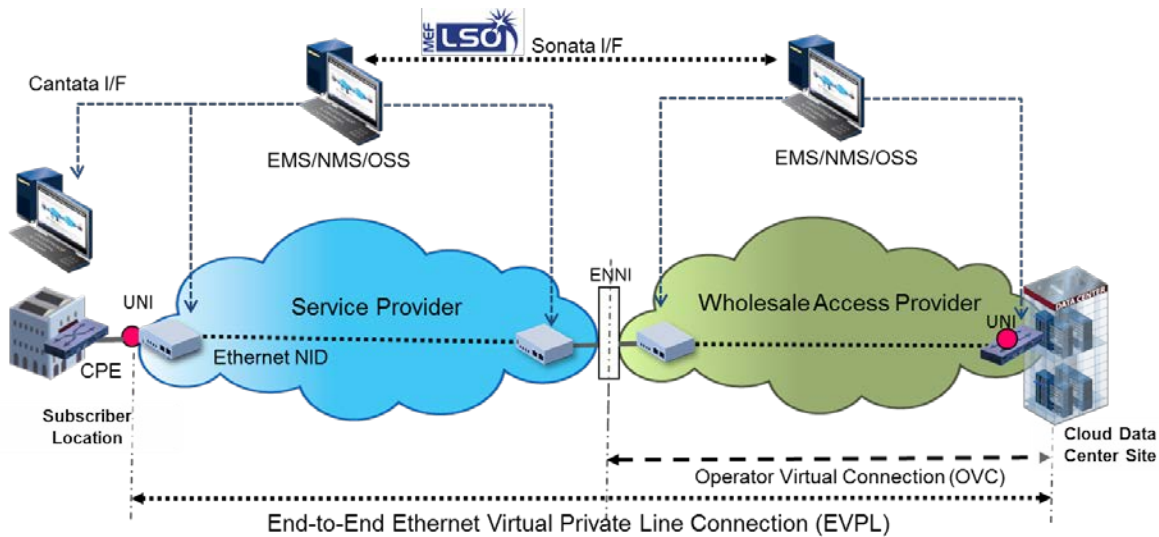 MEF LSO
Sonata I/F
Cantata I/F
EMS/NMS/OSS
EMS/NMS/OSS
ENNI
UNI
Service Provider
Wholesale Access Provider
DATA CENTER
UNI
Ethernet NID
CPE
Subscriber
Location
Cloud Data
Center Site
Operator Virtual Connection (OVC)
End-to-End Ethernet Virtual Private Line Connection (EVPL)